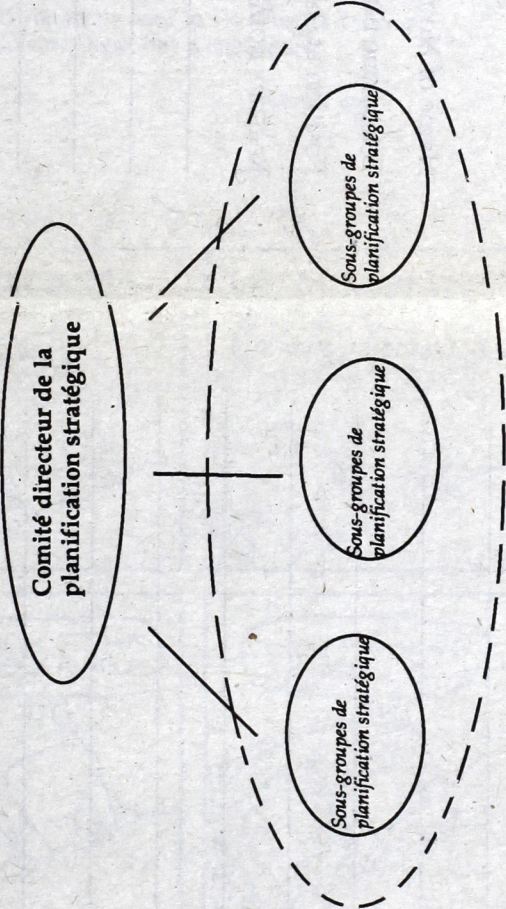 Comité directeur de la
planification stratégique
Sous-groupes de
planification stratégique
Sous-groupes de
planification stratégique
Sous-groupes de
planification stratégique